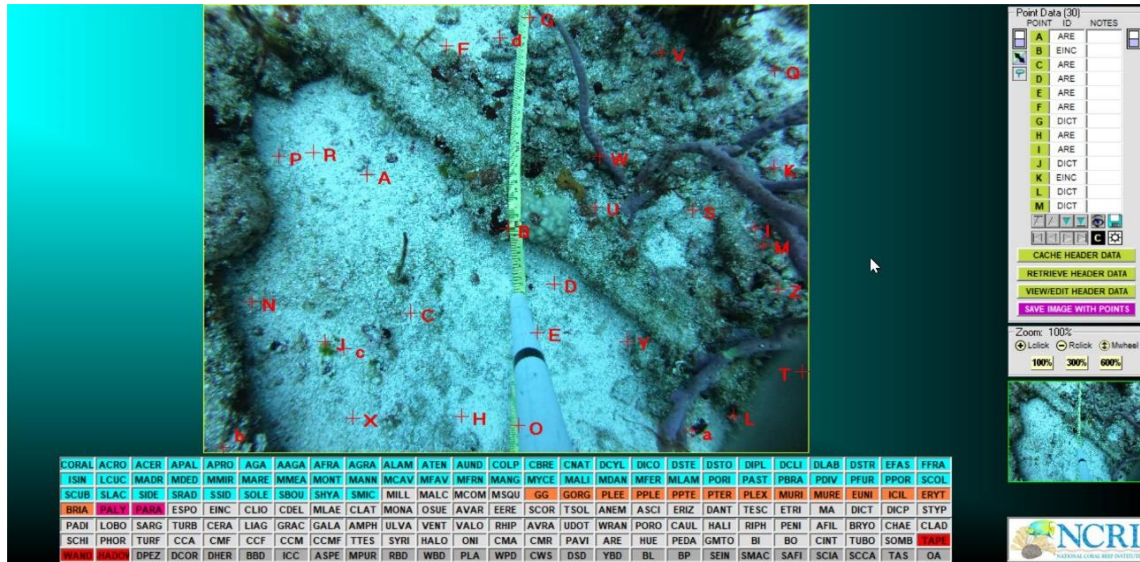 Point Data (30)
POINT ID NOTES
A ARE
B EINC
C ARE
D ARE
E ARE
F ARE
G DICT
H ARE
I ARE
J DICT
K EINC
L DICT
M DICT
C
CACHE HEADER DATA
RETRIEVE HEADER DATA
VIEW/EDIT HEADER DATA
SAVE IMAGE WITH POINTS
Zoom: 100%
Lclick Rclick Mwheel
100% 300% 600%
G
d
F
V
Q
P
R
W
A
K
U
S
B
I
M
D
Z
N
C
E
J
c
Y
T
X
H
O
L
a
b
CORAL ACRO ACER APAL APRO AGA AAGA AFRA AGRA ALAM ATEN AUND COLP CBRE CNAT DCYL DICO DSTE DSTO DIPL DCLI DLAB DSTR EFAS FFRA
ISIN LCUC MADR MDED MMIR MARE MMEA MONT MANN MCAV MFAV MFRN MANG MYCE MALI MDAN MFER MLAM PORI PAST PBRA PDIV PFUR PPOR SCOL
SCUB SLAC SIDE SRAD SSID SOLE SBOU SHYA SMIC MILL MALC MCOM MSQU GG GORG PLEE PPLE PPTE PTER PLEX MURI MURE EUNI ICIL ERYT
BRIA PALY PARA ESPO EINC CLIO CDEL MLAE CLAT MONA OSUE AVAR EERE SCOR TSOL ANEM ASCI ERIZ DANT TESC ETRI MA DICT DICP STYP
PADI LOBO SARG TURB CERA LIAG GRAC GALA AMPH ULVA VENT VALO RHIP AVRA UDOT WRAN PORO CAUL HALI RIPH PENI AFIL BRYO CHAE CLAD
SCHI PHOR TURF CCA CMF CCF CCM CCMF TTES SYRI HALO ONI CMA CMR PAVI ARE HUE PEDA GMTO BI BO CINT TUBO SOMB TAPE
WAND HADOV DPEZ DCOR DHER BBD ICC ASPE MPUR RBD WBD PLA WPD CWS DSD YBD BL BP SEIN SMAC SAFI SCIA SCCA TAS OA
NCRI
NATIONAL CORAL REEF INSTITUTE